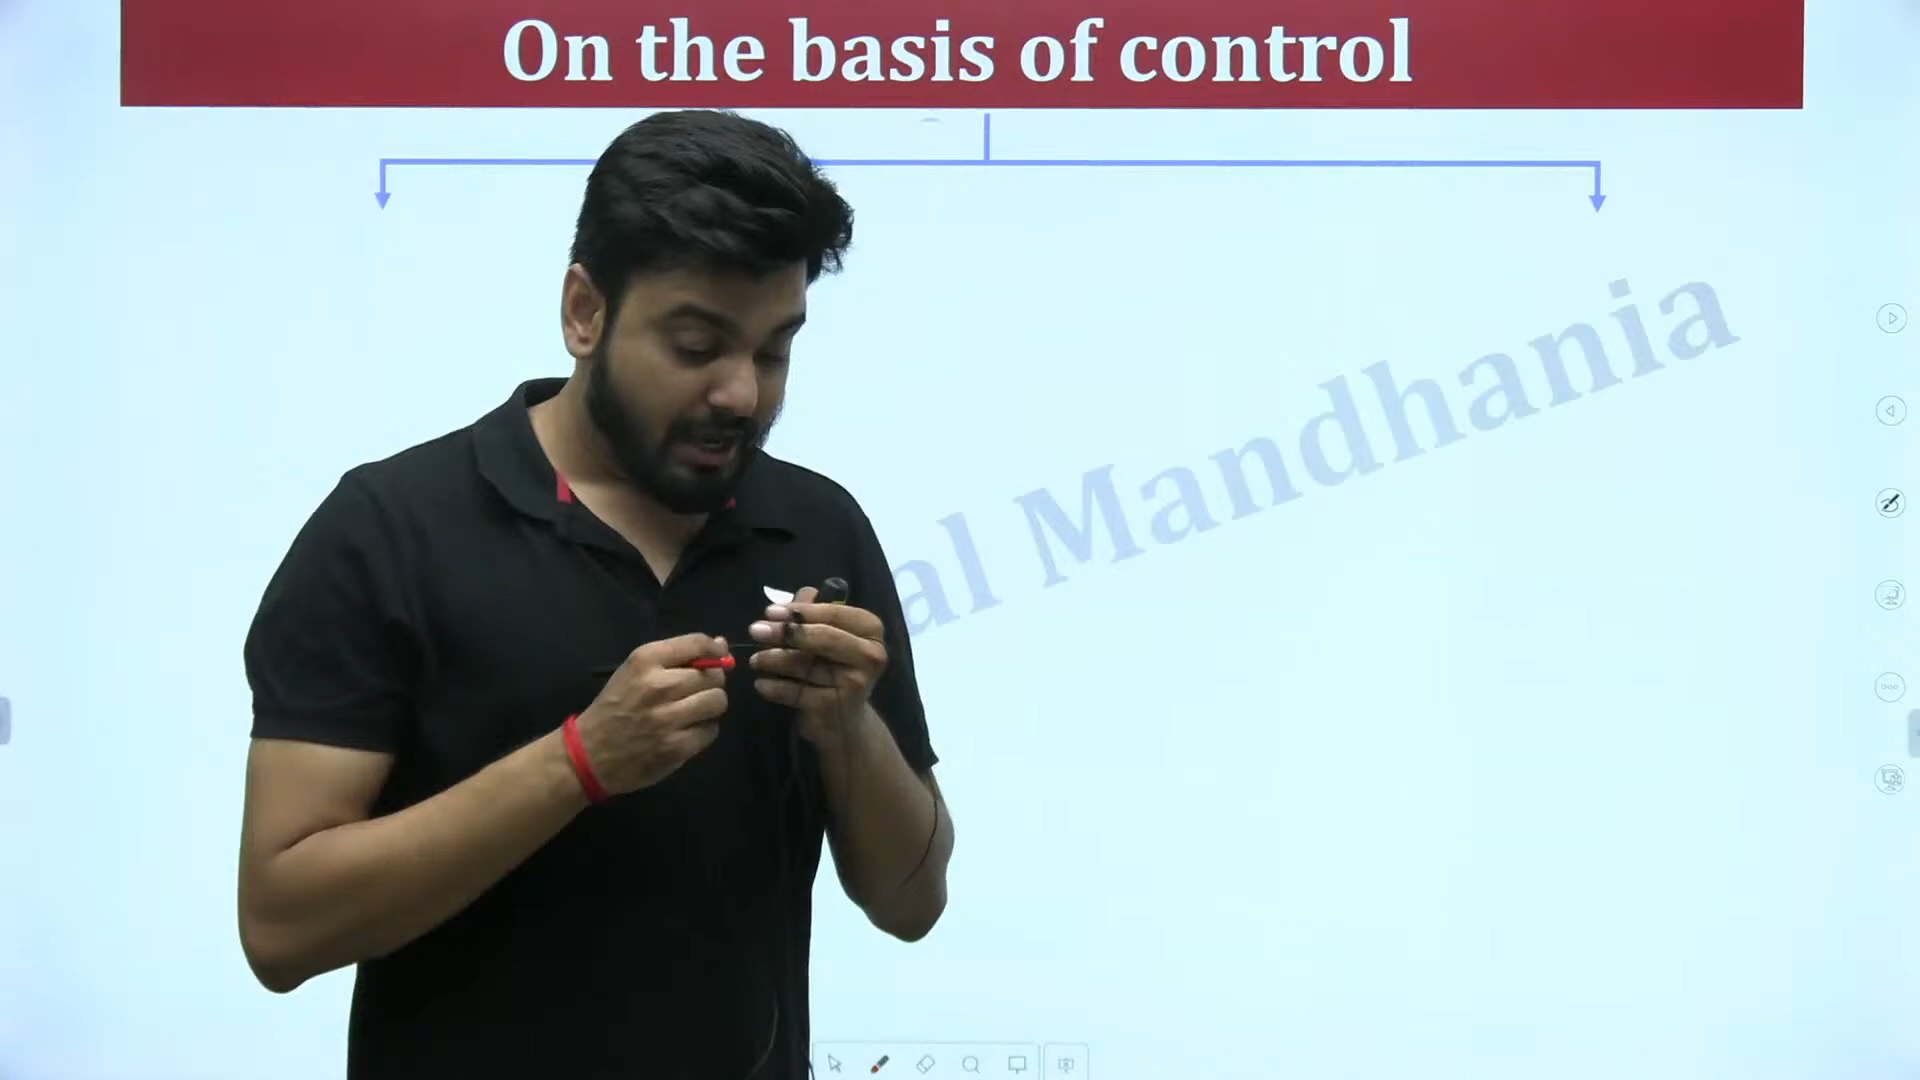 On the basis of control
al Mandhania